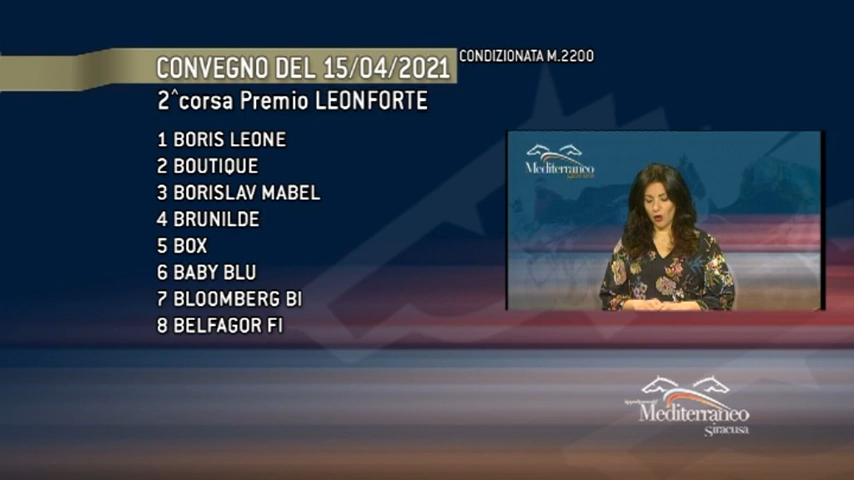 CONVEGNO DEL 15/04/2021
CONDIZIONATA M.2200
2^corsa Premio LEONFORTE
1 BORIS LEONE
2 BOUTIQUE
3 BORISLAV MABEL
4 BRUNILDE
5 BOX
6 BABY BLU
7 BLOOMBERG BI
8 BELFAGOR FI
Mediterraneo
Mediterraneo
Siracusa